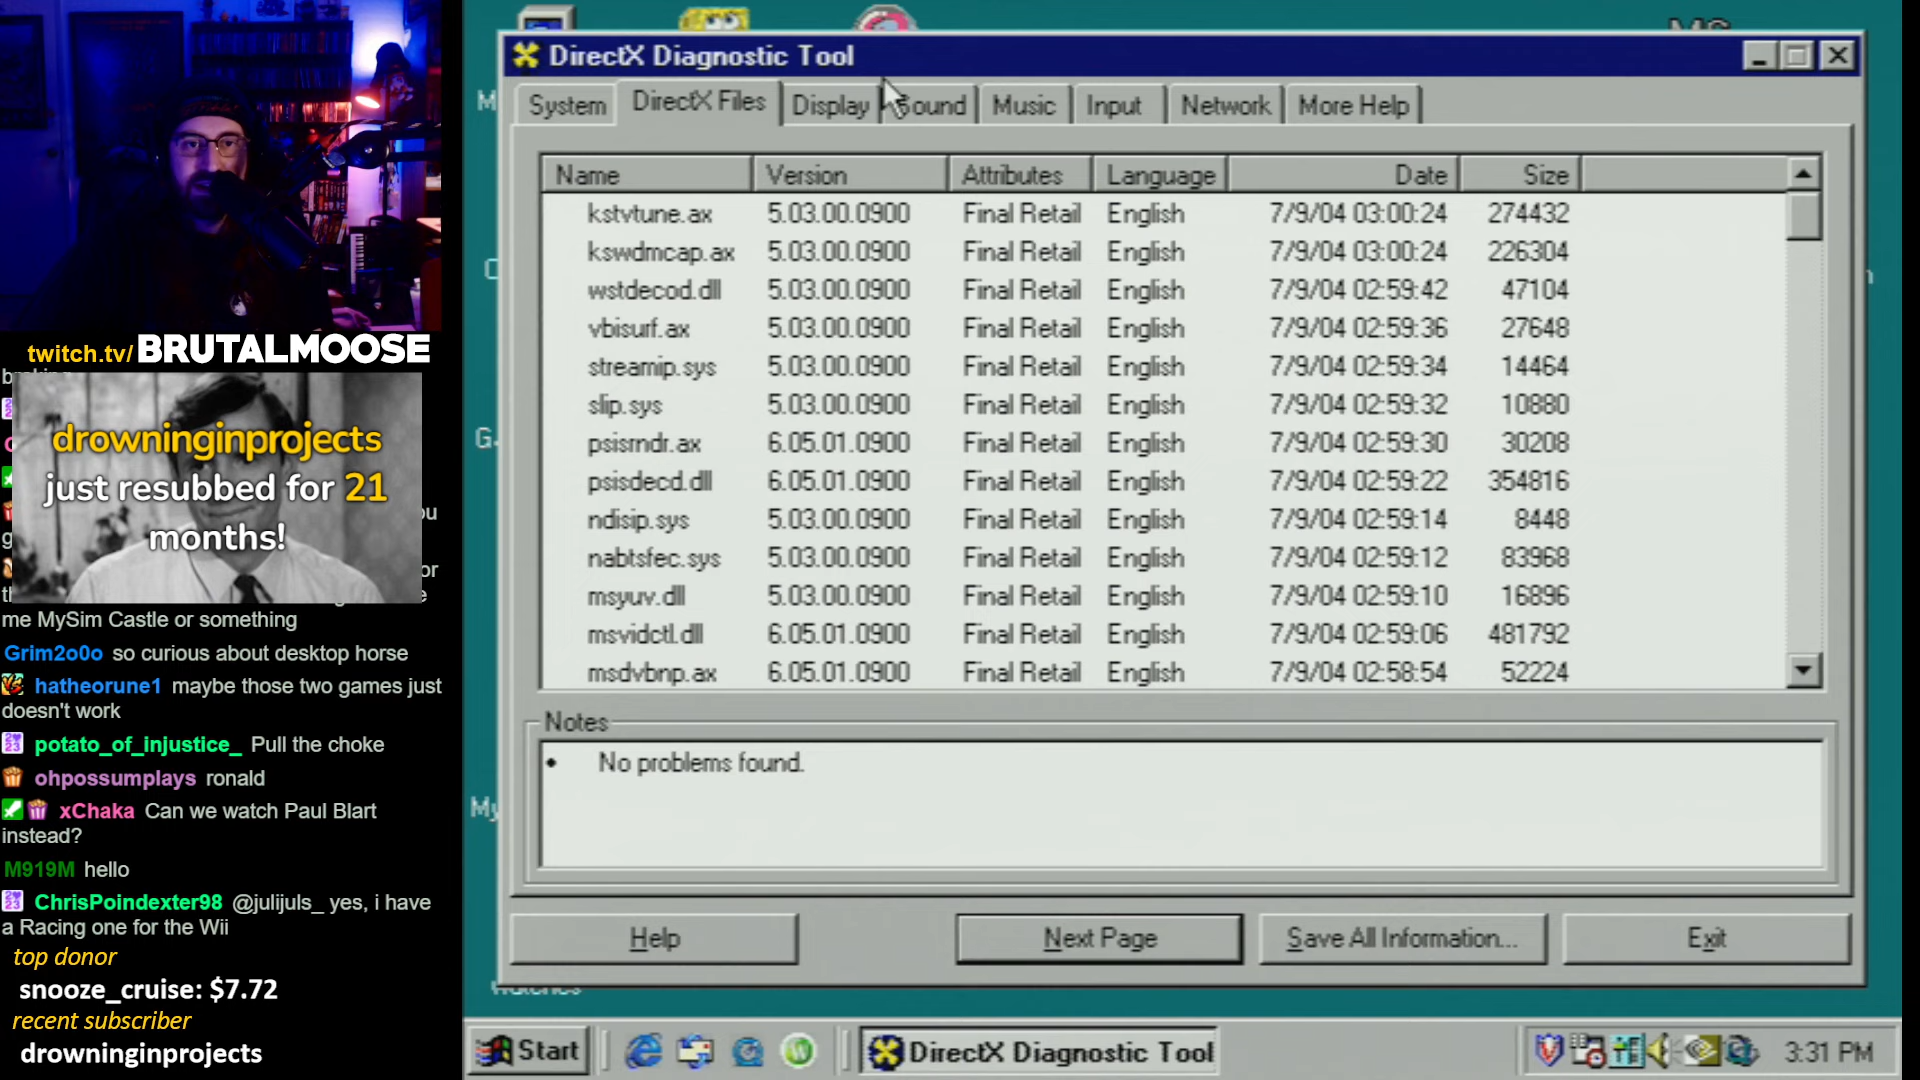 twitch.tv/BRUTALMOOSE
drowninginprojects
just resubbed for 21
months!
me MySim Castle or something
Grim2o0o so curious about desktop horse
hatheorune1 maybe those two games just
doesn't work
potato_of_injustice_ Pull the choke
ohpossumplays ronald
xChaka Can we watch Paul Blart
instead?
M919M hello
ChrisPoindexter98 @julijuls_ yes, i have
a Racing one for the Wii
top donor
snooze_cruise: $7.72
recent subscriber
drowninginprojects
DirectX Diagnostic Tool
System DirectX Files Display Sound Music Input Network More Help
Name Version Attributes Language Date Size
kstvtune.ax 5.03.00.0900 Final Retail English 7/9/04 03:00:24 274432
kswdmcap.ax 5.03.00.0900 Final Retail English 7/9/04 03:00:24 226304
wstdecod.dll 5.03.00.0900 Final Retail English 7/9/04 02:59:42 47104
vbisurf.ax 5.03.00.0900 Final Retail English 7/9/04 02:59:36 27648
streamip.sys 5.03.00.0900 Final Retail English 7/9/04 02:59:34 14464
slip.sys 5.03.00.0900 Final Retail English 7/9/04 02:59:32 10880
psisrndr.ax 6.05.01.0900 Final Retail English 7/9/04 02:59:30 30208
psisdecd.dll 6.05.01.0900 Final Retail English 7/9/04 02:59:22 354816
ndisip.sys 5.03.00.0900 Final Retail English 7/9/04 02:59:14 8448
nabtsfec.sys 5.03.00.0900 Final Retail English 7/9/04 02:59:12 83968
msyuv.dll 5.03.00.0900 Final Retail English 7/9/04 02:59:10 16896
msvidctl.dll 6.05.01.0900 Final Retail English 7/9/04 02:59:06 481792
msdvbnp.ax 6.05.01.0900 Final Retail English 7/9/04 02:58:54 52224
Notes
• No problems found.
Help Next Page Save All Information... Exit
Start DirectX Diagnostic Tool 3:31 PM